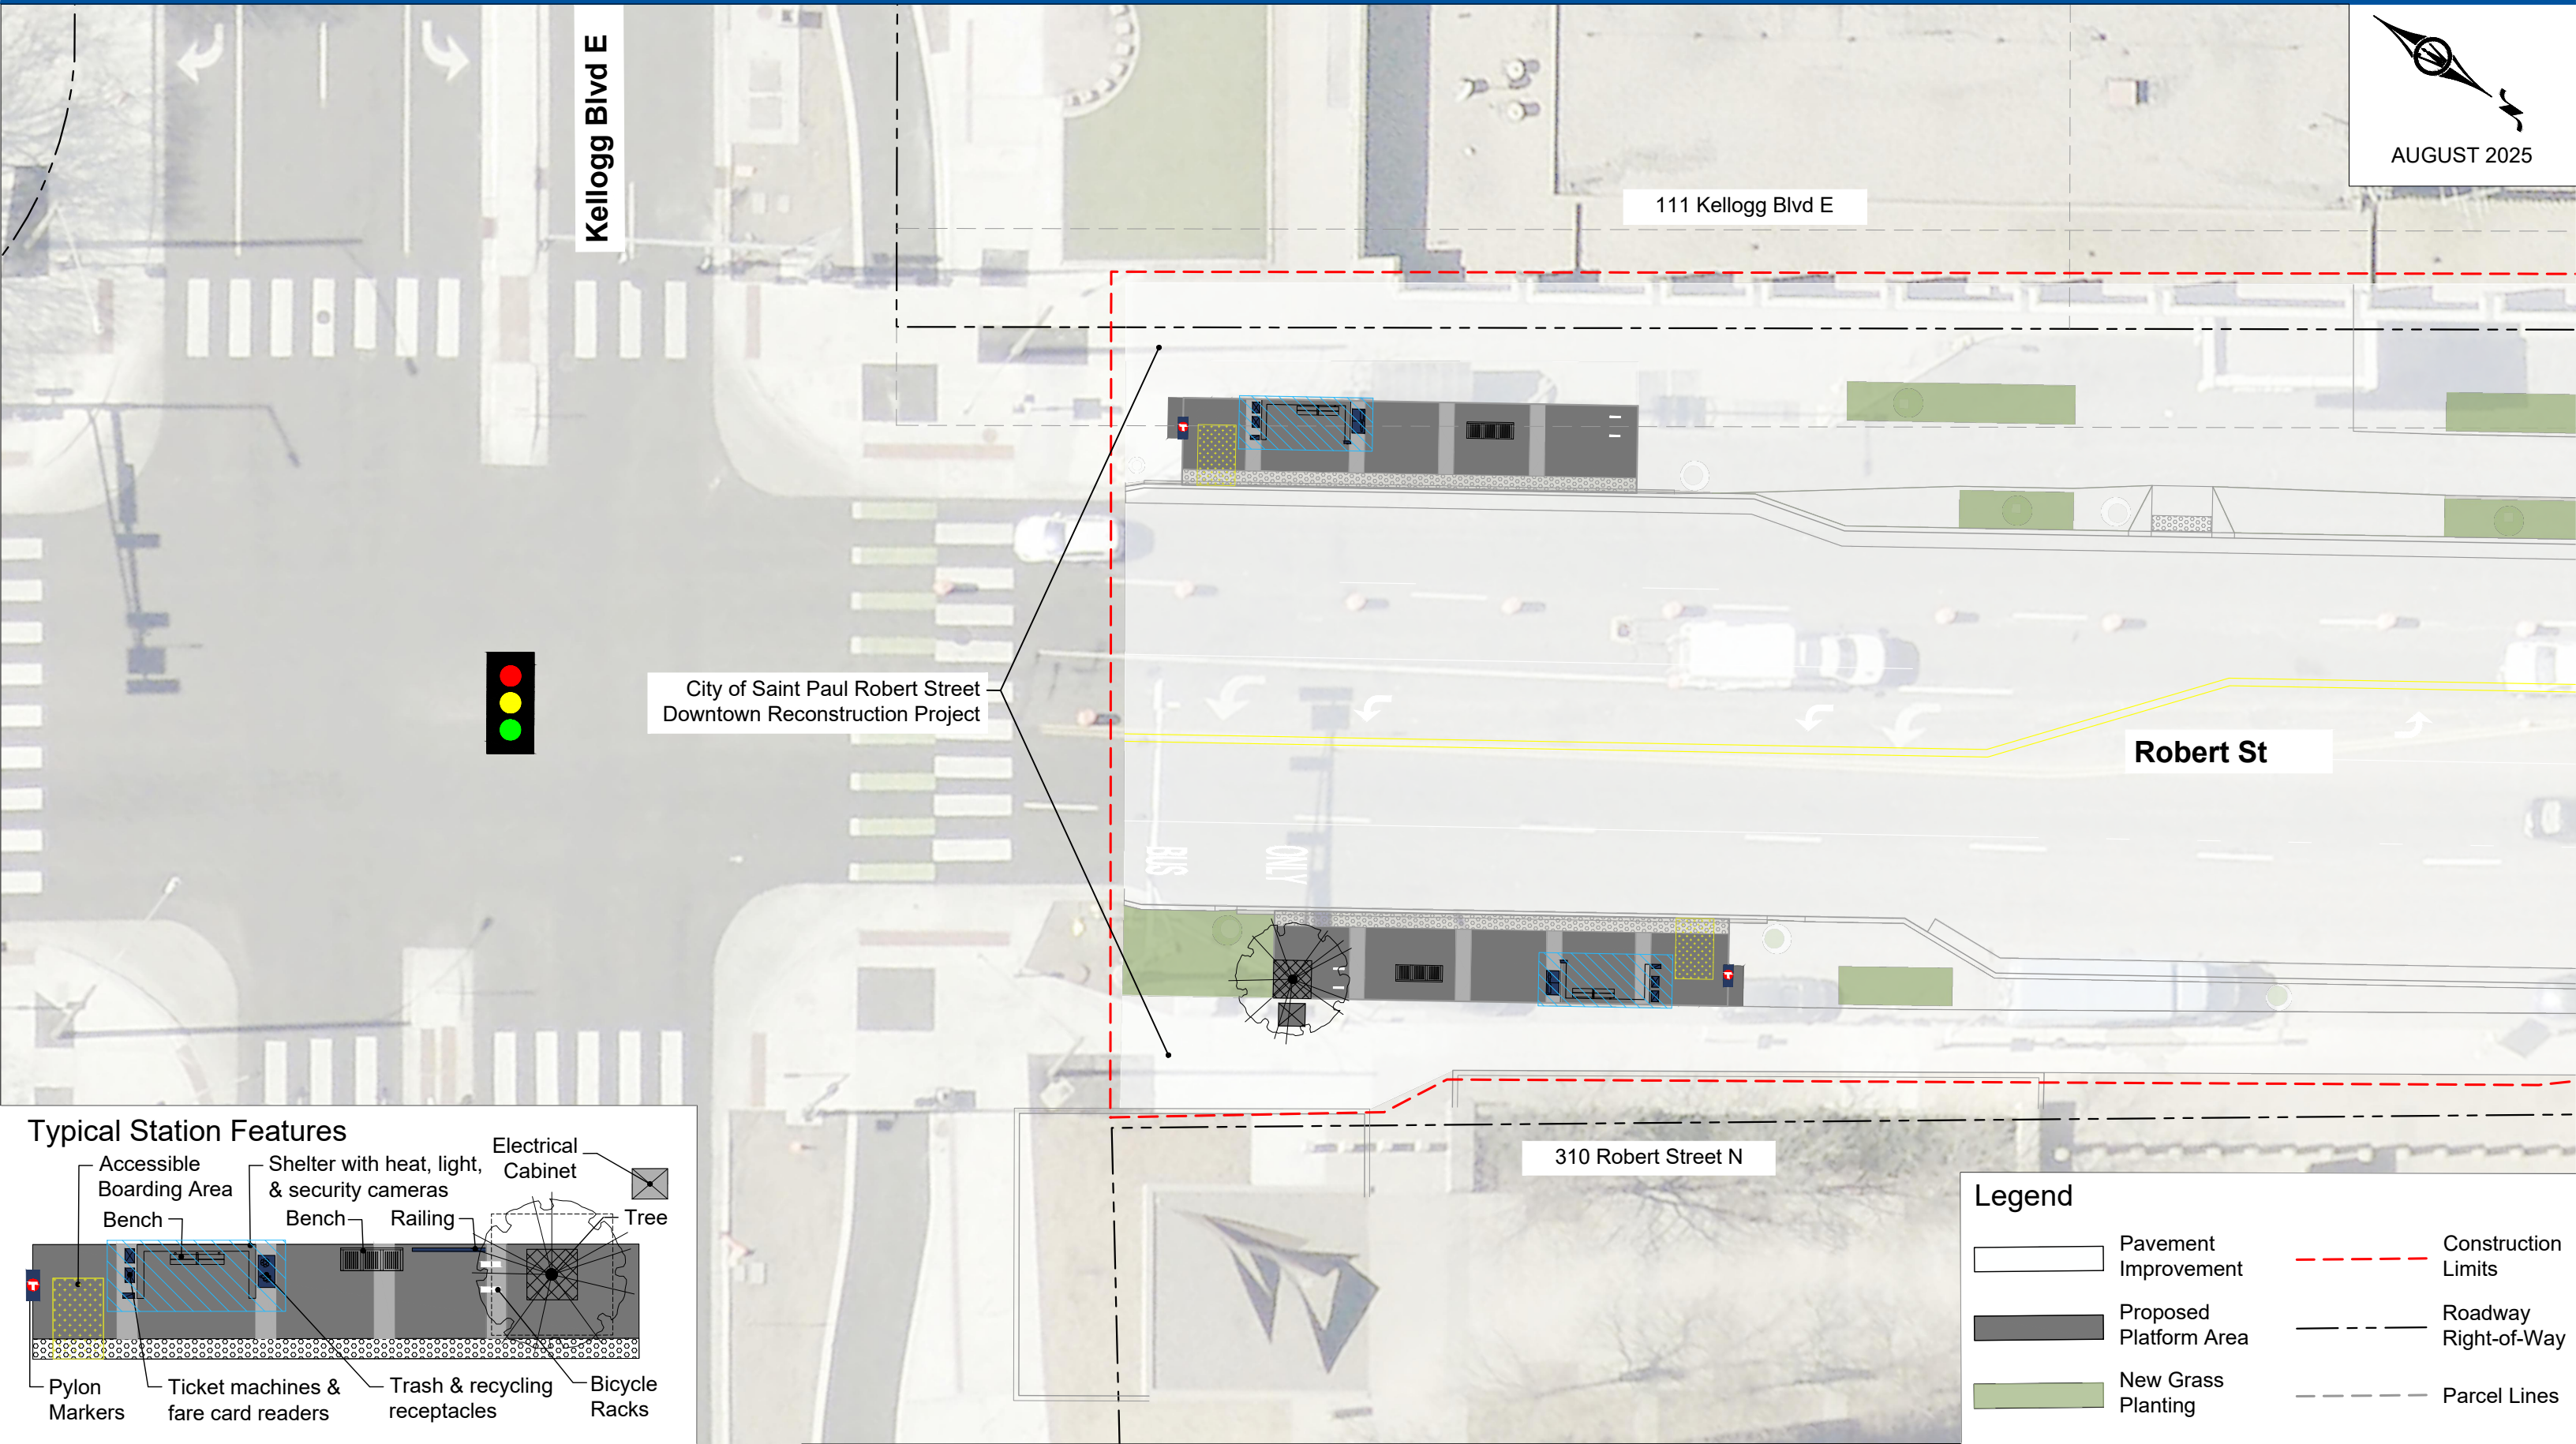 Kellogg Blvd E
AUGUST 2025
111 Kellogg Blvd E
City of Saint Paul Robert Street
Downtown Reconstruction Project
Robert St
BUS
ONLY
310 Robert Street N
Typical Station Features
Accessible
Boarding Area
Shelter with heat, light,
& security cameras
Electrical
Cabinet
Bench
Bench
Railing
Tree
Pylon
Markers
Ticket machines &
fare card readers
Trash & recycling
receptacles
Bicycle
Racks
Legend
Pavement
Improvement
Construction
Limits
Proposed
Platform Area
Roadway
Right-of-Way
New Grass
Planting
Parcel Lines